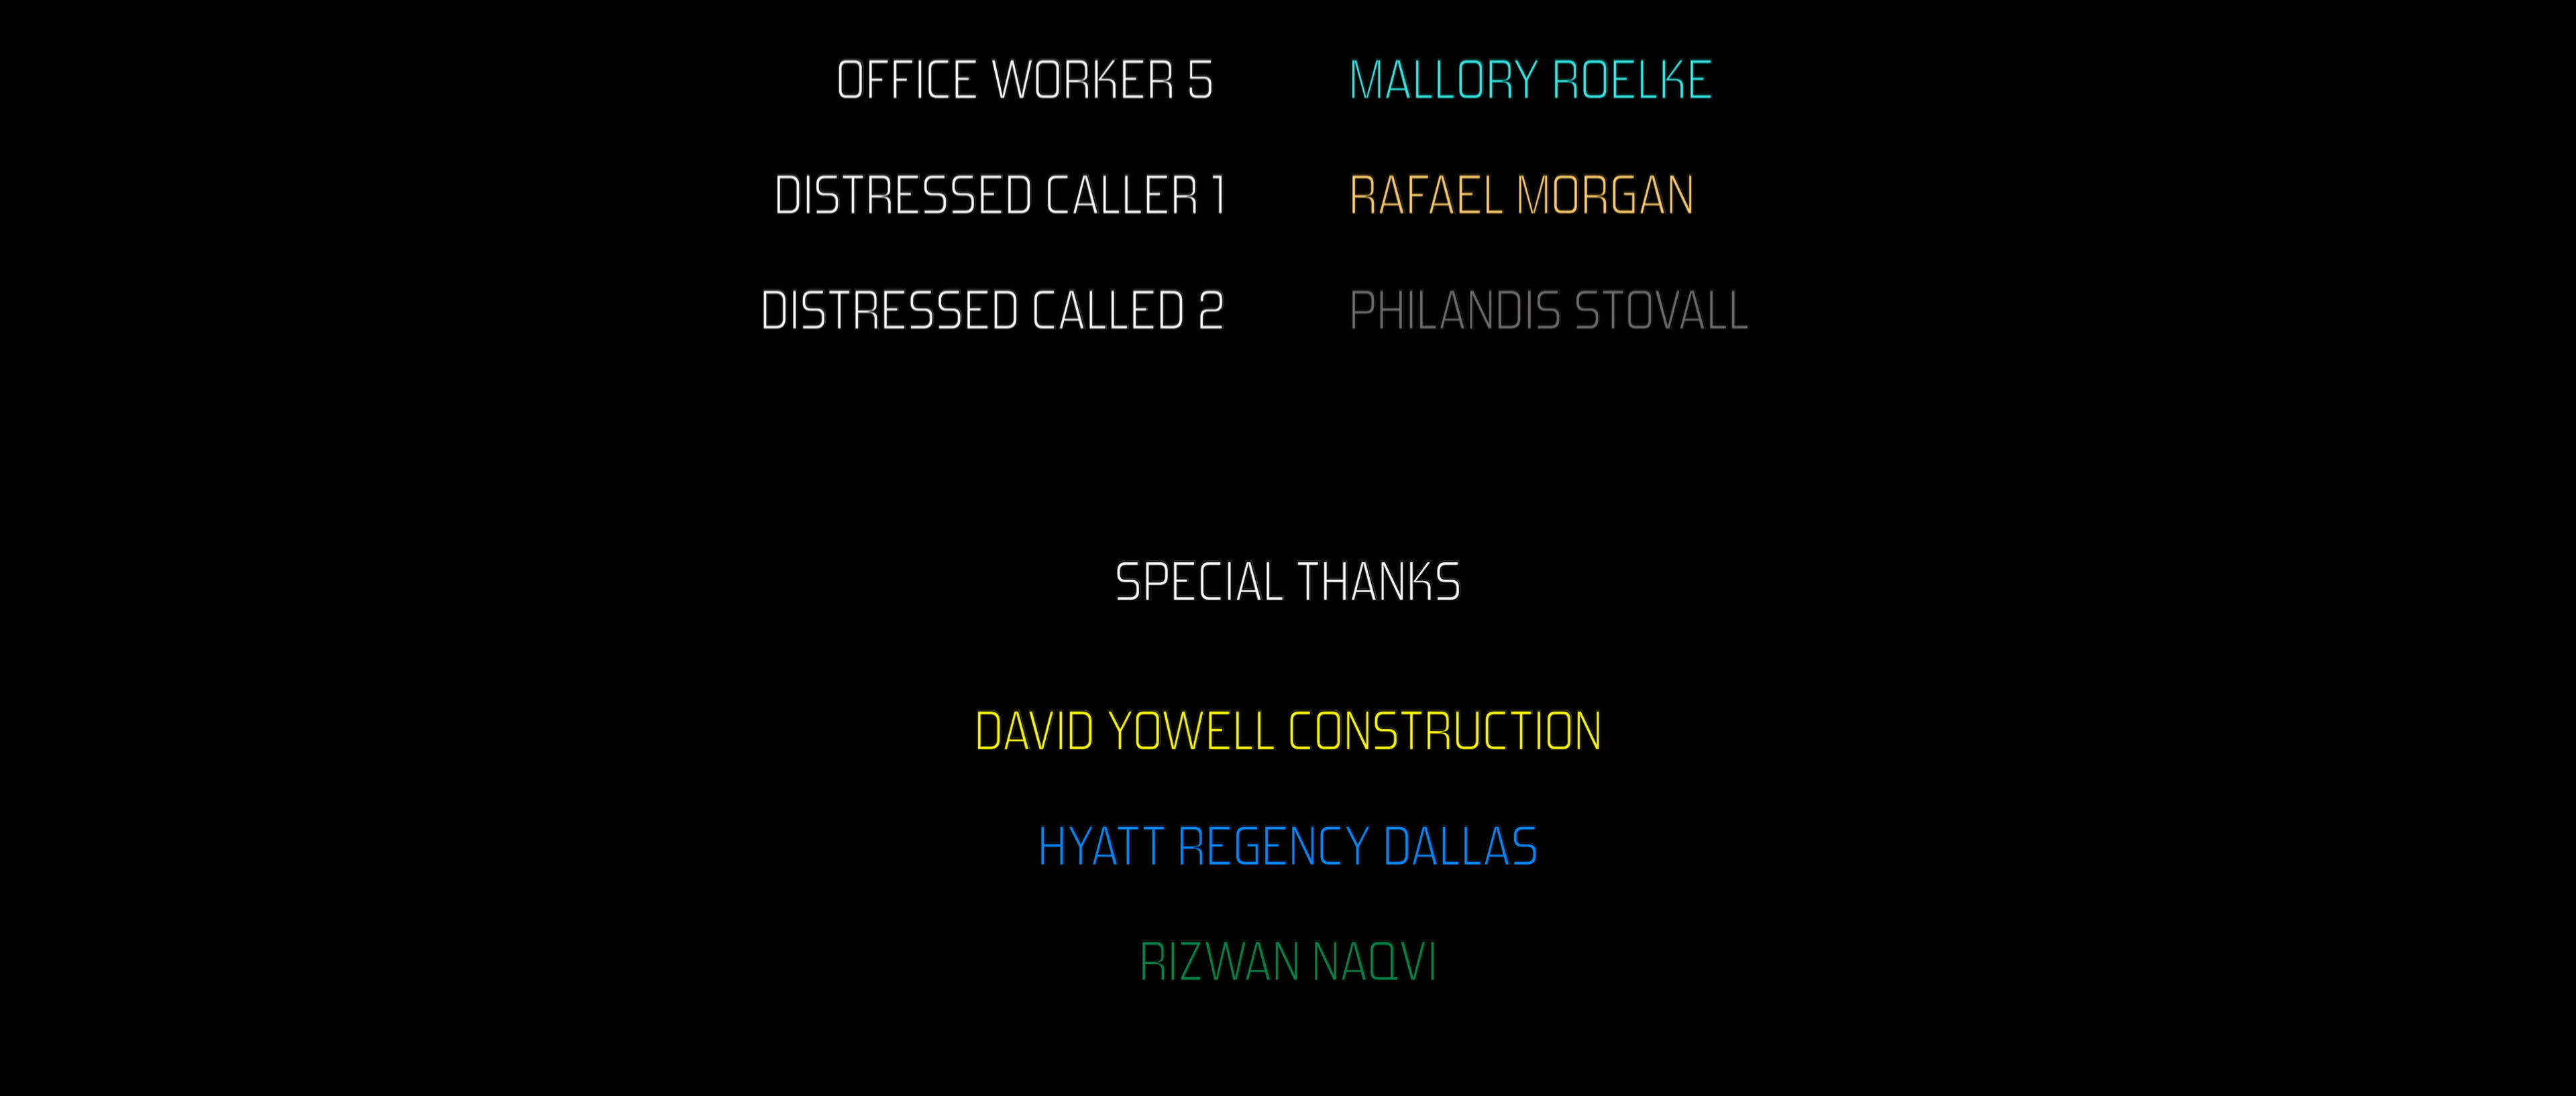 OFFICE WORKER 5 MALLORY ROELKE
DISTRESSED CALLER 1 RAFAEL MORGAN
DISTRESSED CALLED 2 PHILANDIS STOVALL
SPECIAL THANKS
DAVID YOWELL CONSTRUCTION
HYATT REGENCY DALLAS
RIZWAN NAQVI